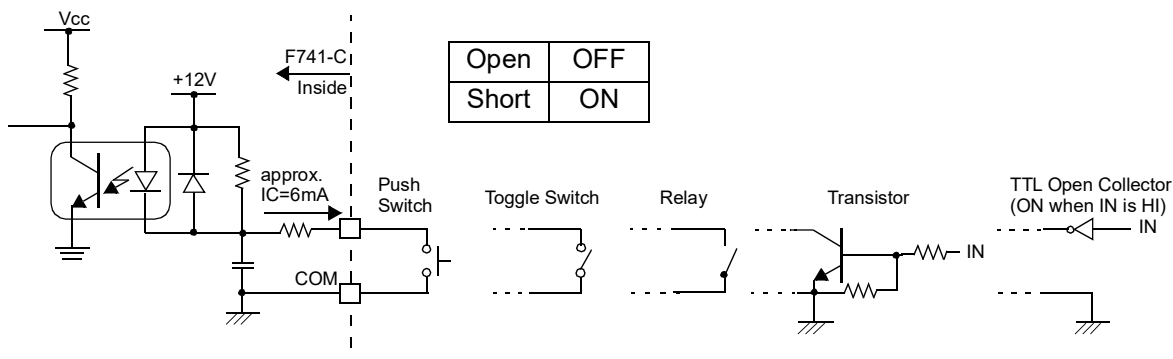 Vcc
F741-C
Inside
+12V
Open OFF
Short ON
approx.
IC=6mA
Push
Switch
Toggle Switch
Relay
Transistor
TTL Open Collector
(ON when IN is HI)
IN
IN
COM